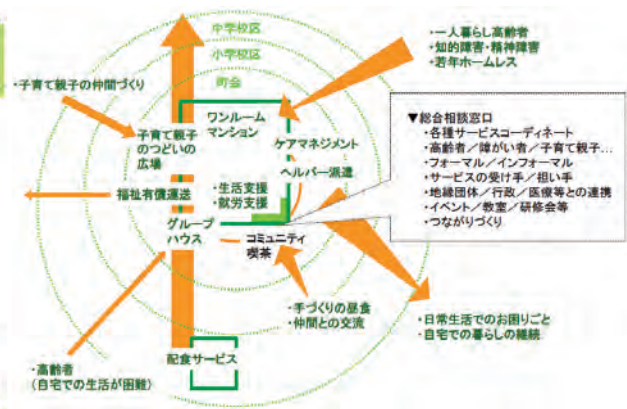 中学校区
小学校区
町会
・子育て親子の仲間づくり
・一人暮らし高齢者
・知的障害・精神障害
・若年ホームレス
ワンルーム
マンション
子育て親子
のつどいの
広場
ケアマネジメント
ヘルパー派遣
福祉有償運送
・生活支援
・就労支援
グループ
ハウス
コミュニティ
喫茶
▼総合相談窓口
・各種サービスコーディネート
・高齢者／障がい者／子育て親子…
・フォーマル／インフォーマル
・サービスの受け手／担い手
・地縁団体／行政／医療等との連携
・イベント／教室／研修会等
・つながりづくり
・手づくりの昼食
・仲間との交流
・日常生活でのお困りごと
・自宅での暮らしの継続
配食サービス
・高齢者
（自宅での生活が困難）